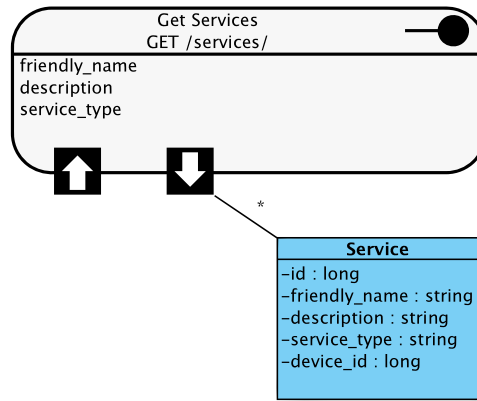 Get Services
GET /services/
friendly_name
description
service_type
*
Service
-id : long
-friendly_name : string
-description : string
-service_type : string
-device_id : long